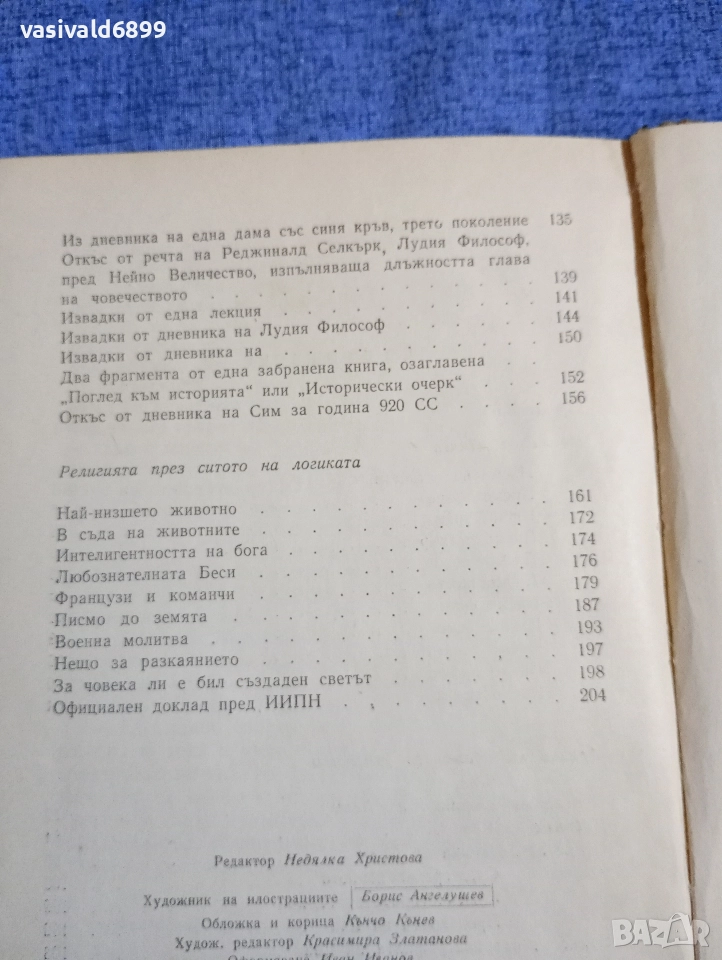 vasivald6899
Из дневника на една дама със синя кръв, трето поколение 135
Откъс от речта на Реджиналд Селкърк, Лудия Философ,
пред Нейно Величество, изпълняваща длъжността глава
на човечеството . . . . . . . . . . . . . 139
Извадки от една лекция . . . . . . . . . . . 141
Извадки от дневника на Лудия Философ . . . . . . 144
Извадки от дневника на . . . . . . . . . . . 150
Два фрагмента от една забранена книга, озаглавена . .
„Поглед към историята“ или „Исторически очерк“ . . . 152
Откъс от дневника на Сим за година 920 СС . . . . 156
Религията през ситото на логиката
Най-низшето животно . . . . . . . . . . . 161
В съда на животните . . . . . . . . . . . 172
Интелигентността на бога . . . . . . . . . . 174
Любознателната Беси . . . . . . . . . . . 176
Французи и команчи . . . . . . . . . . . 179
Писмо до земята . . . . . . . . . . . . 187
Военна молитва . . . . . . . . . . . . . 193
Нещо за разкаянието . . . . . . . . . . . 197
За човека ли е бил създаден светът . . . . . . . 198
Официален доклад пред ИИПН . . . . . . . . 204
Редактор Недялка Христова
Художник на илюстрациите Борис Ангелушев
Обложка и корица Кънчо Кънев
Худож. редактор Красимира Златанова
Оформление Иван Иванов
BAZAR